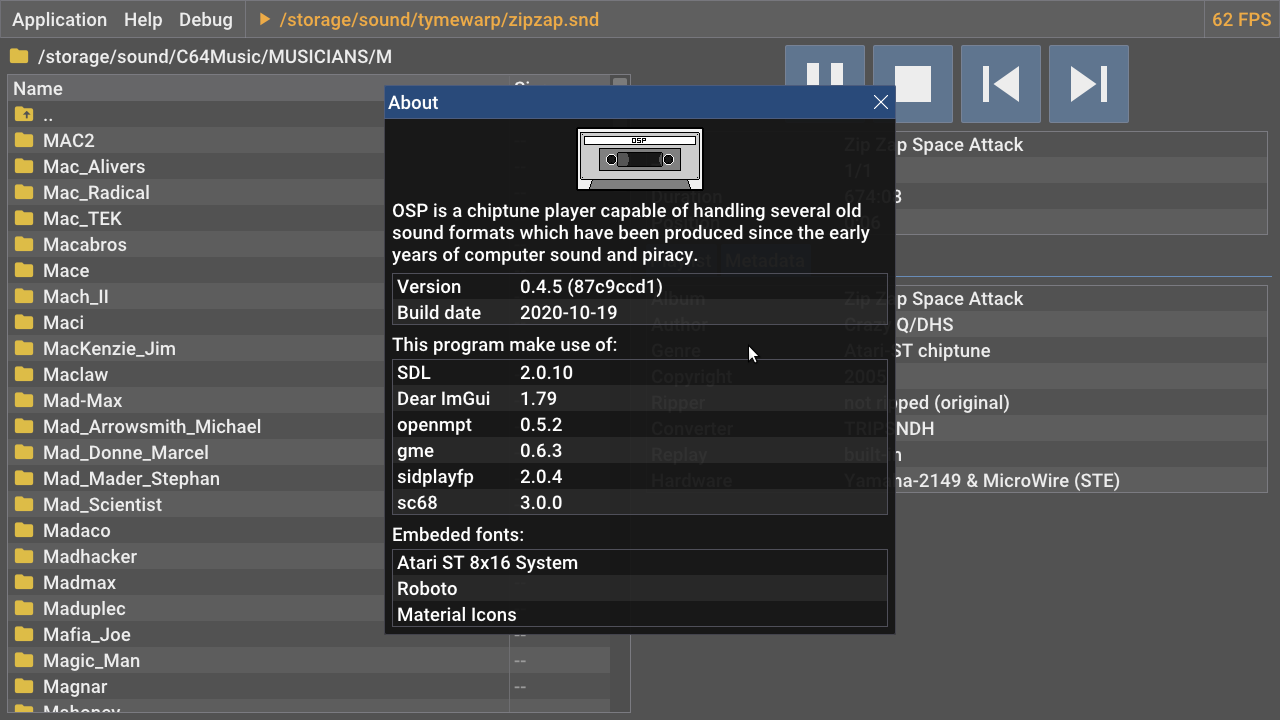 Application Help Debug /storage/sound/tymewarp/zipzap.snd 62 FPS
/storage/sound/C64Music/MUSICIANS/M
Name
..
MAC2
Mac_Alivers
Mac_Radical
Mac_TEK
Macabros
Mace
Mach_II
Maci
MacKenzie_Jim
Maclaw
Mad-Max
Mad_Arrowsmith_Michael
Mad_Donne_Marcel
Mad_Mader_Stephan
Mad_Scientist
Madaco
Madhacker
Madmax
Maduplec
Mafia_Joe --
Magic_Man --
Magnar --
Mahoney
About
OSP
OSP is a chiptune player capable of handling several old
sound formats which have been produced since the early
years of computer sound and piracy.
Version 0.4.5 (87c9ccd1)
Build date 2020-10-19
This program make use of:
SDL 2.0.10
Dear ImGui 1.79
openmpt 0.5.2
gme 0.6.3
sidplayfp 2.0.4
sc68 3.0.0
Embeded fonts:
Atari ST 8x16 System
Roboto
Material Icons
Zip Zap Space Attack
1/1
Duration
Metadata
Album Zip Zap Space Attack
Author Crazy Q/DHS
Genre Atari-ST chiptune
Copyright 2005
Ripper not ripped (original)
Converter TRIPSNDH
Replay built-in
Hardware Yamaha-2149 & MicroWire (STE)